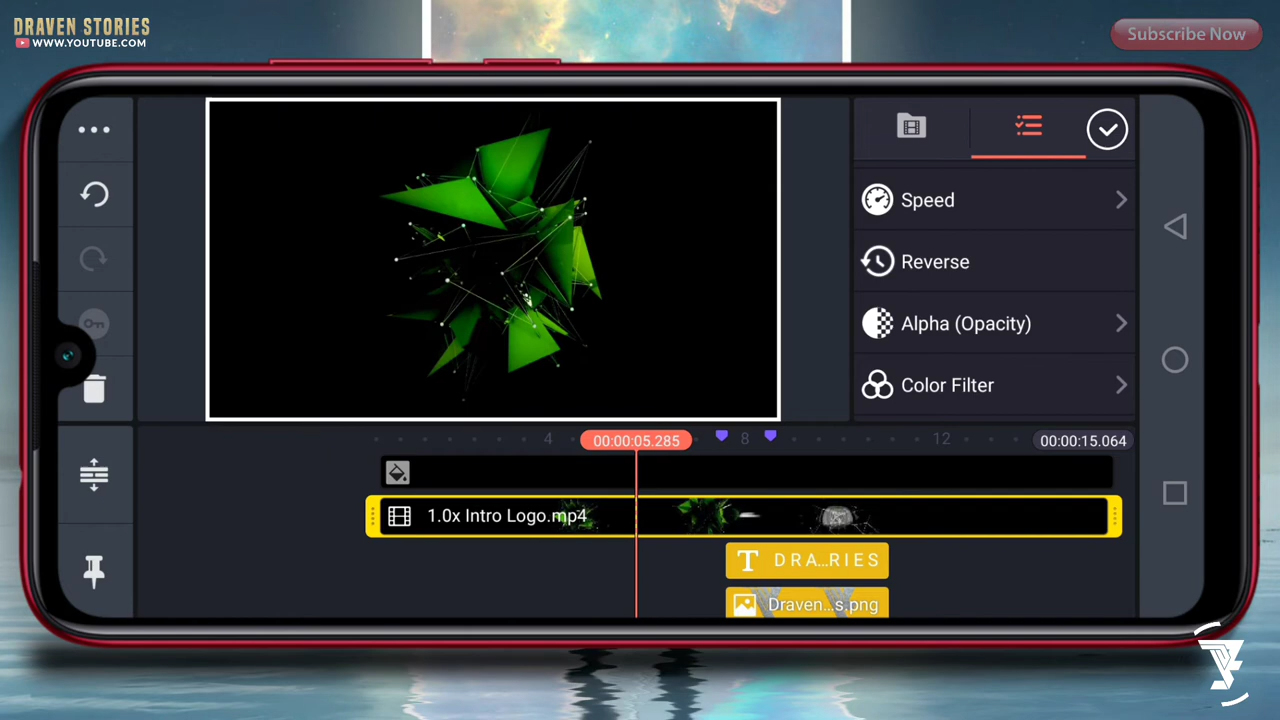 DRAVEN STORIES
WWW.YOUTUBE.COM
Subscribe Now
Speed
Reverse
Alpha (Opacity)
Color Filter
4
00:00:05.285
8
12
00:00:15.064
1.0x Intro Logo.mp4
T DRA...RIES
Draven...s.png